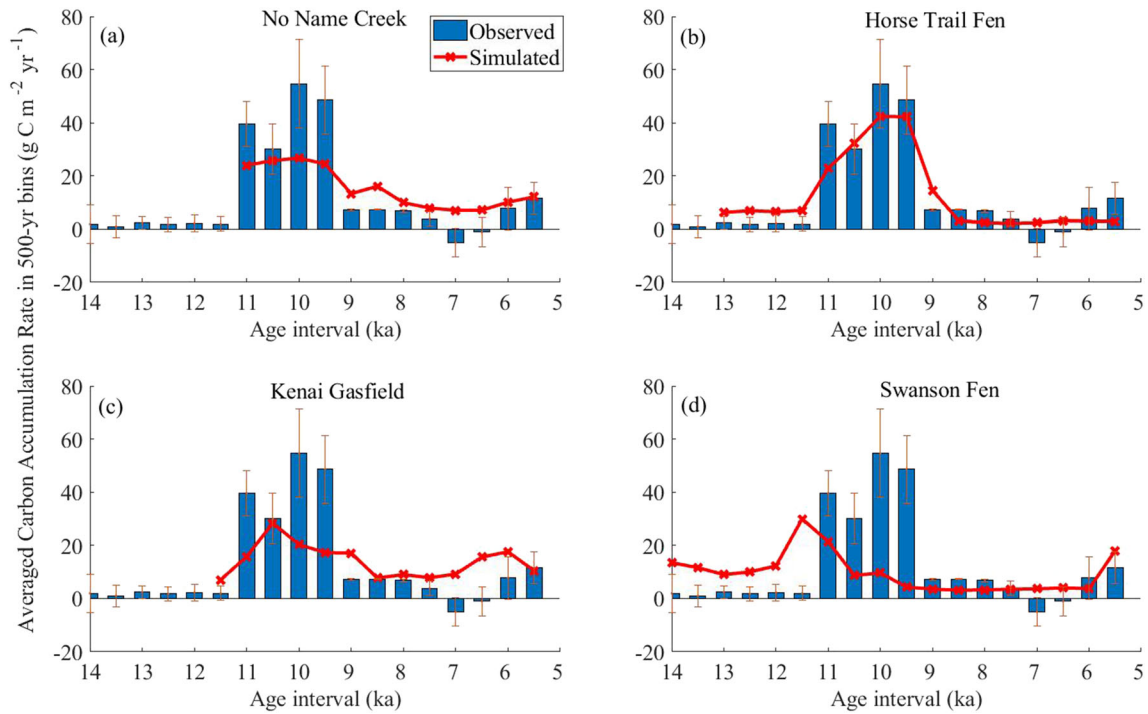 Averaged Carbon Accumulation Rate in 500-yr bins (g C m⁻² yr⁻¹)
No Name Creek
(a)
Observed
Simulated
80
60
40
20
0
-20
14 13 12 11 10 9 8 7 6 5
Age interval (ka)
Horse Trail Fen
(b)
80
60
40
20
0
-20
14 13 12 11 10 9 8 7 6 5
Age interval (ka)
Kenai Gasfield
(c)
80
60
40
20
0
-20
14 13 12 11 10 9 8 7 6 5
Age interval (ka)
Swanson Fen
(d)
80
60
40
20
0
-20
14 13 12 11 10 9 8 7 6 5
Age interval (ka)